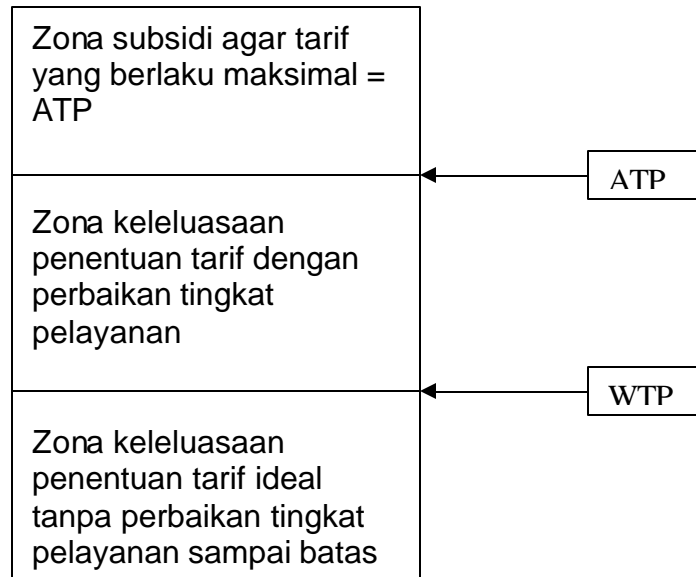 Zona subsidi agar tarif
yang berlaku maksimal =
ATP
ATP
Zona keleluasaan
penentuan tarif dengan
perbaikan tingkat
pelayanan
WTP
Zona keleluasaan
penentuan tarif ideal
tanpa perbaikan tingkat
pelayanan sampai batas